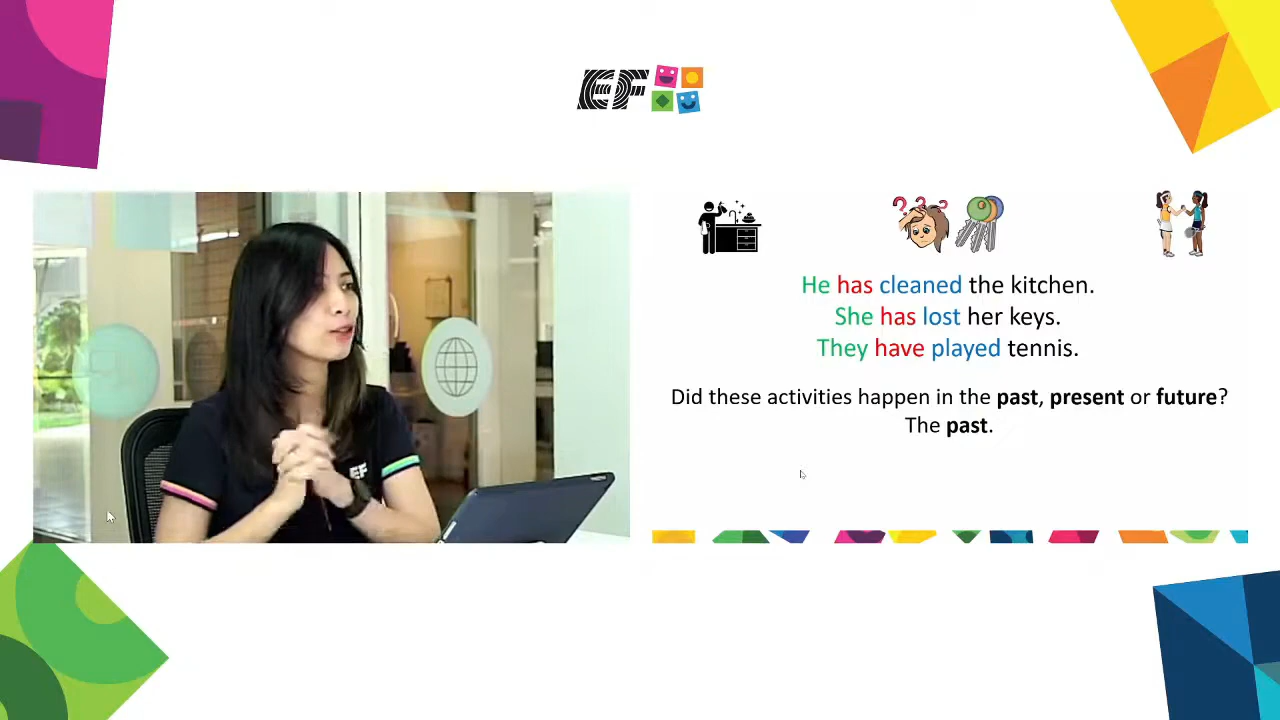 EF
? ? ?
He has cleaned the kitchen.
She has lost her keys.
They have played tennis.
Did these activities happen in the past, present or future?
The past.
EF